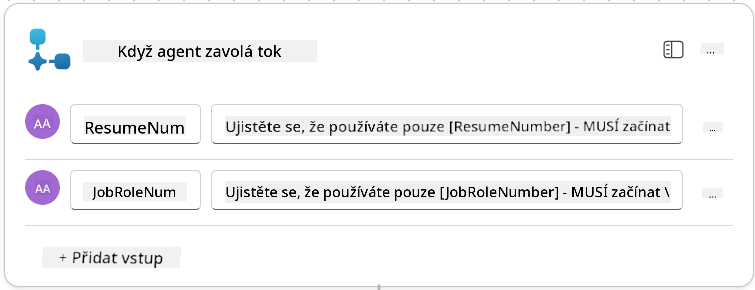 Když agent zavolá tok
...
AA
ResumeNum
Ujistěte se, že používáte pouze [ResumeNumber] - MUSÍ začínat
...
AA
JobRoleNum
Ujistěte se, že používáte pouze [JobRoleNumber] - MUSÍ začínat \
...
+ Přidat vstup